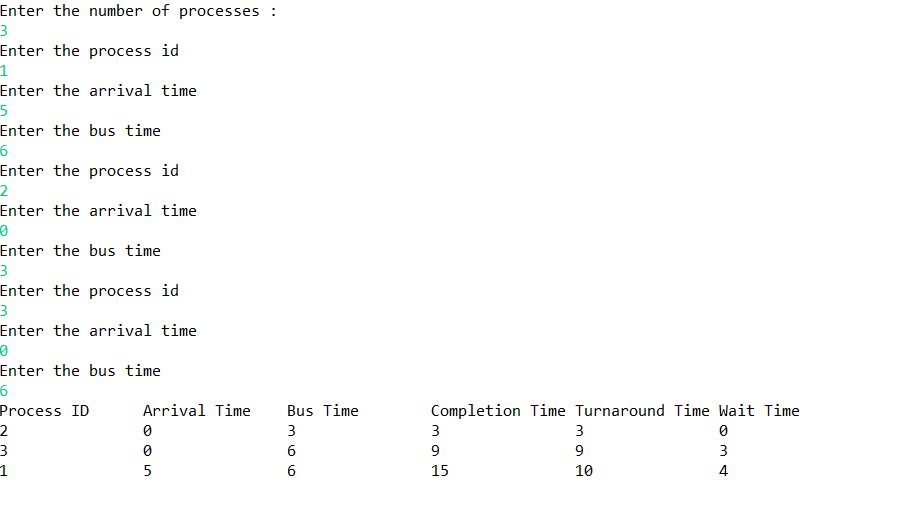 Enter the number of processes :
3
Enter the process id
1
Enter the arrival time
5
Enter the bus time
6
Enter the process id
2
Enter the arrival time
0
Enter the bus time
3
Enter the process id
3
Enter the arrival time
0
Enter the bus time
6
Process ID Arrival Time Bus Time Completion Time Turnaround Time Wait Time
2 0 3 3 3 0
3 0 6 9 9 3
1 5 6 15 10 4